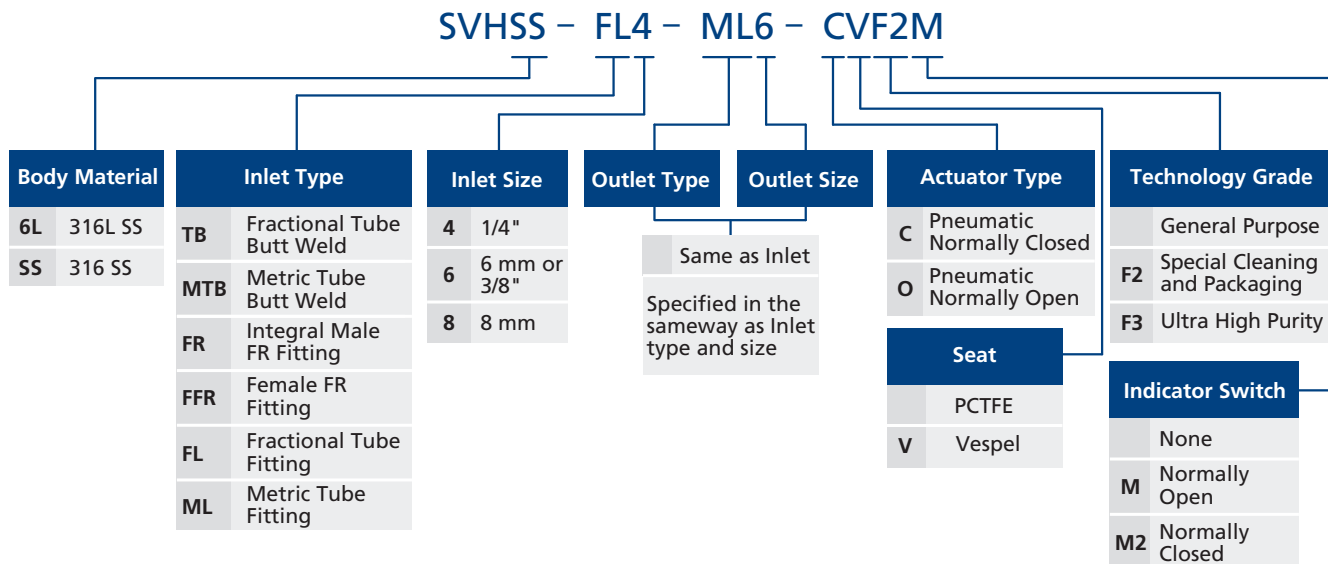 SVHSS – FL4 – ML6 – CVF2M
Body Material
6L 316L SS
SS 316 SS
Inlet Type
TB Fractional Tube
Butt Weld
MTB Metric Tube
Butt Weld
FR Integral Male
FR Fitting
FFR Female FR
Fitting
FL Fractional Tube
Fitting
ML Metric Tube
Fitting
Inlet Size
4 1/4"
6 6 mm or
3/8"
8 8 mm
Outlet Type
Outlet Size
Same as Inlet
Specified in the
sameway as Inlet
type and size
Actuator Type
C Pneumatic
Normally Closed
O Pneumatic
Normally Open
Seat
PCTFE
V Vespel
Technology Grade
General Purpose
F2 Special Cleaning
and Packaging
F3 Ultra High Purity
Indicator Switch
None
M Normally
Open
M2 Normally
Closed